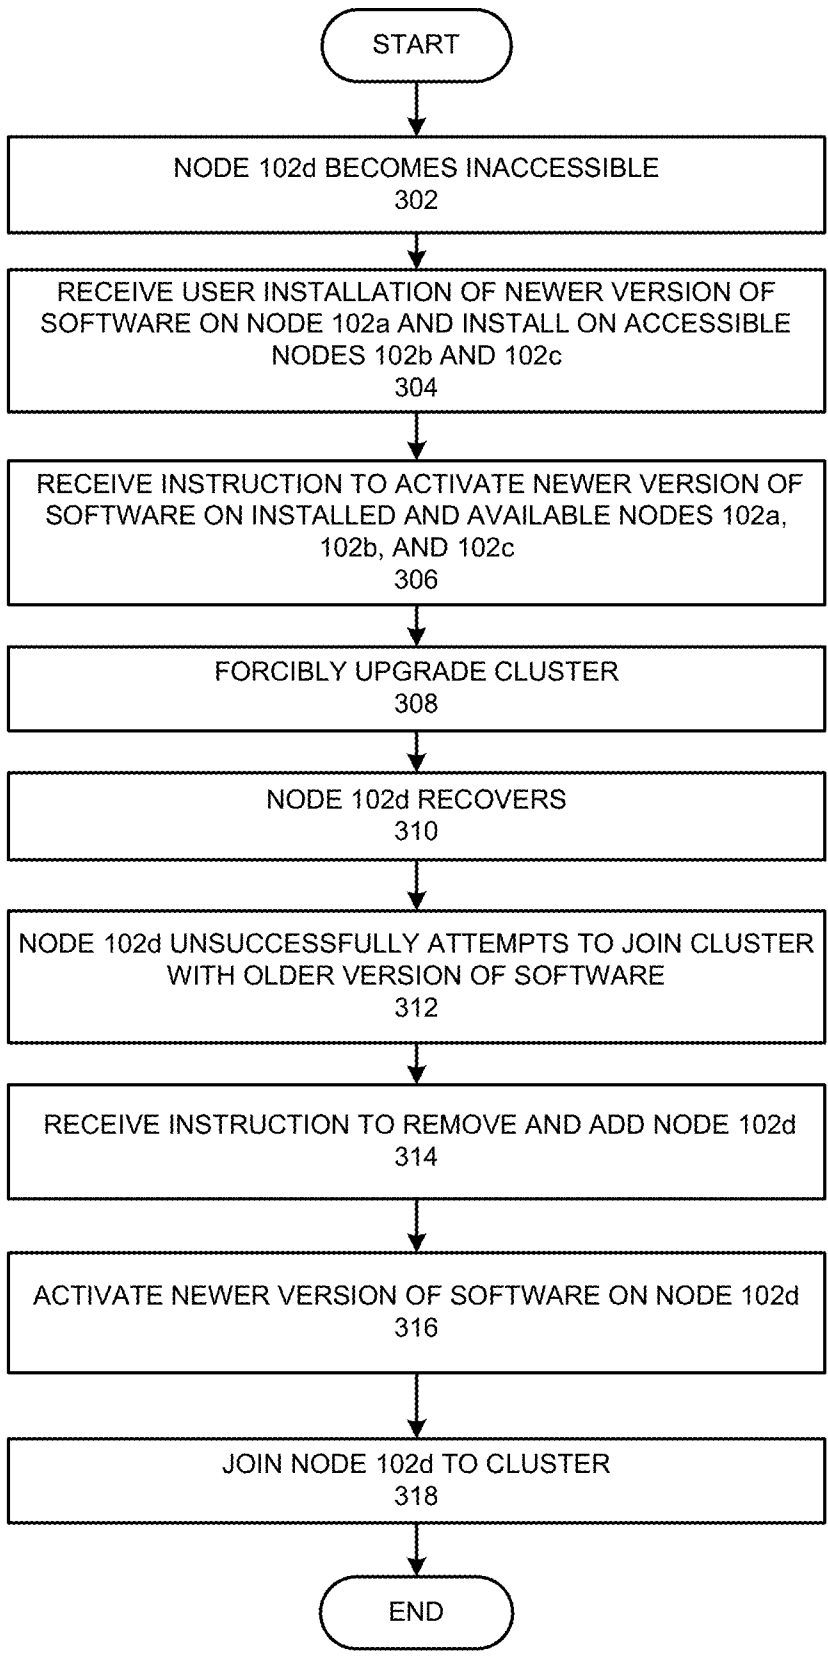 START
NODE 102d BECOMES INACCESSIBLE
302
RECEIVE USER INSTALLATION OF NEWER VERSION OF
SOFTWARE ON NODE 102a AND INSTALL ON ACCESSIBLE
NODES 102b AND 102c
304
RECEIVE INSTRUCTION TO ACTIVATE NEWER VERSION OF
SOFTWARE ON INSTALLED AND AVAILABLE NODES 102a,
102b, AND 102c
306
FORCIBLY UPGRADE CLUSTER
308
NODE 102d RECOVERS
310
NODE 102d UNSUCCESSFULLY ATTEMPTS TO JOIN CLUSTER
WITH OLDER VERSION OF SOFTWARE
312
RECEIVE INSTRUCTION TO REMOVE AND ADD NODE 102d
314
ACTIVATE NEWER VERSION OF SOFTWARE ON NODE 102d
316
JOIN NODE 102d TO CLUSTER
318
END